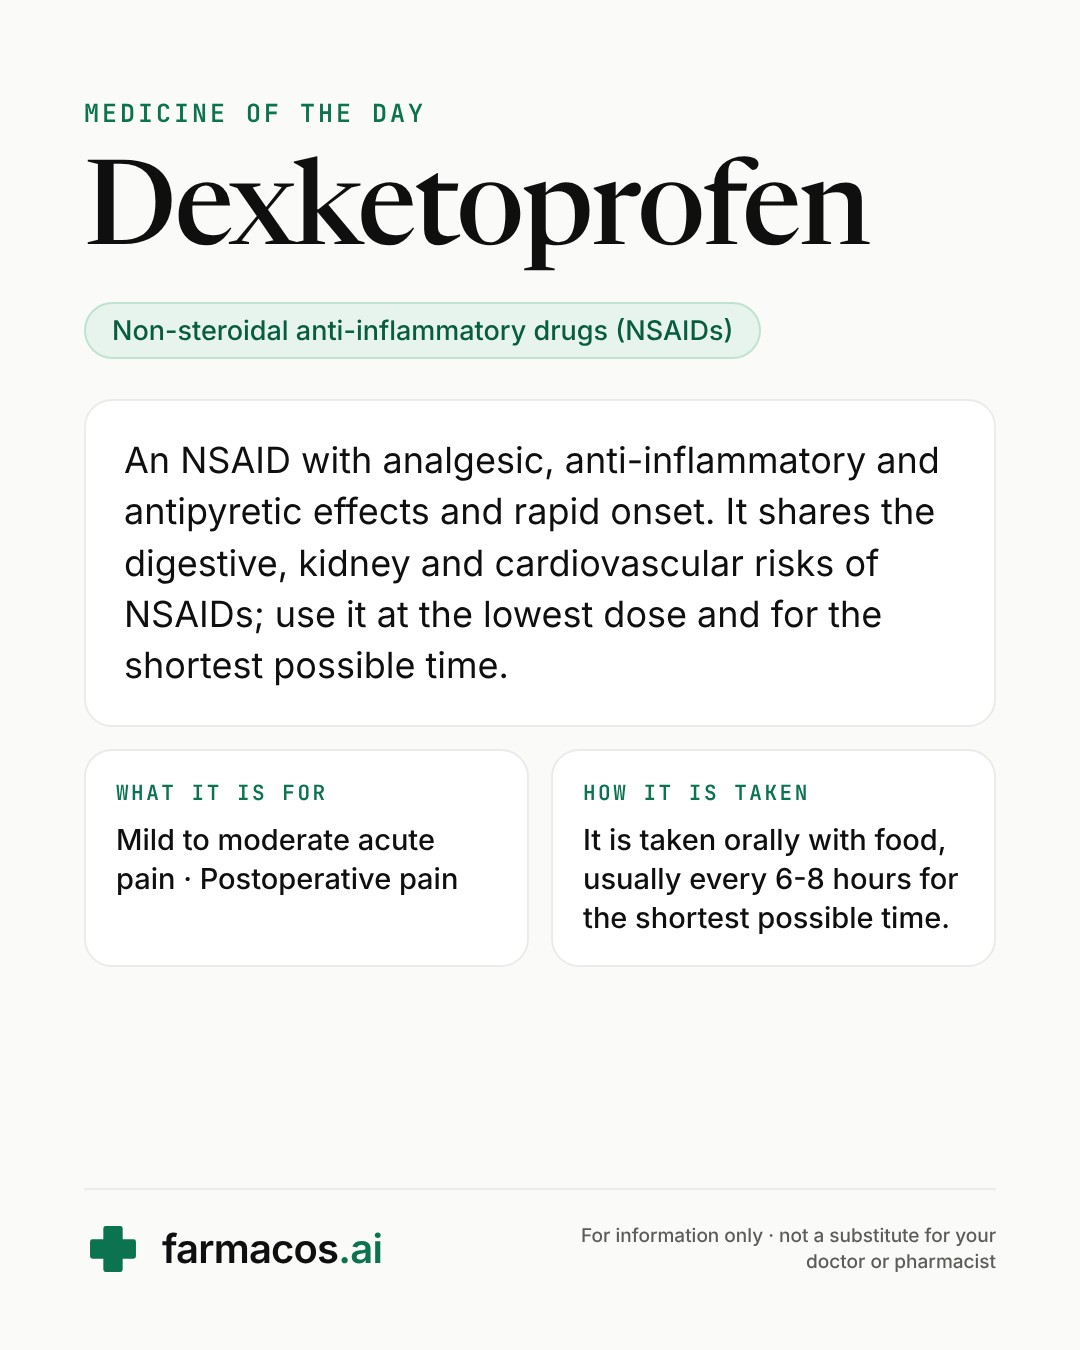 MEDICINE OF THE DAY
Dexketoprofen
Non-steroidal anti-inflammatory drugs (NSAIDs)
An NSAID with analgesic, anti-inflammatory and
antipyretic effects and rapid onset. It shares the
digestive, kidney and cardiovascular risks of
NSAIDs; use it at the lowest dose and for the
shortest possible time.
WHAT IT IS FOR
Mild to moderate acute
pain · Postoperative pain
HOW IT IS TAKEN
It is taken orally with food,
usually every 6-8 hours for
the shortest possible time.
farmacos.ai
For information only · not a substitute for your
doctor or pharmacist